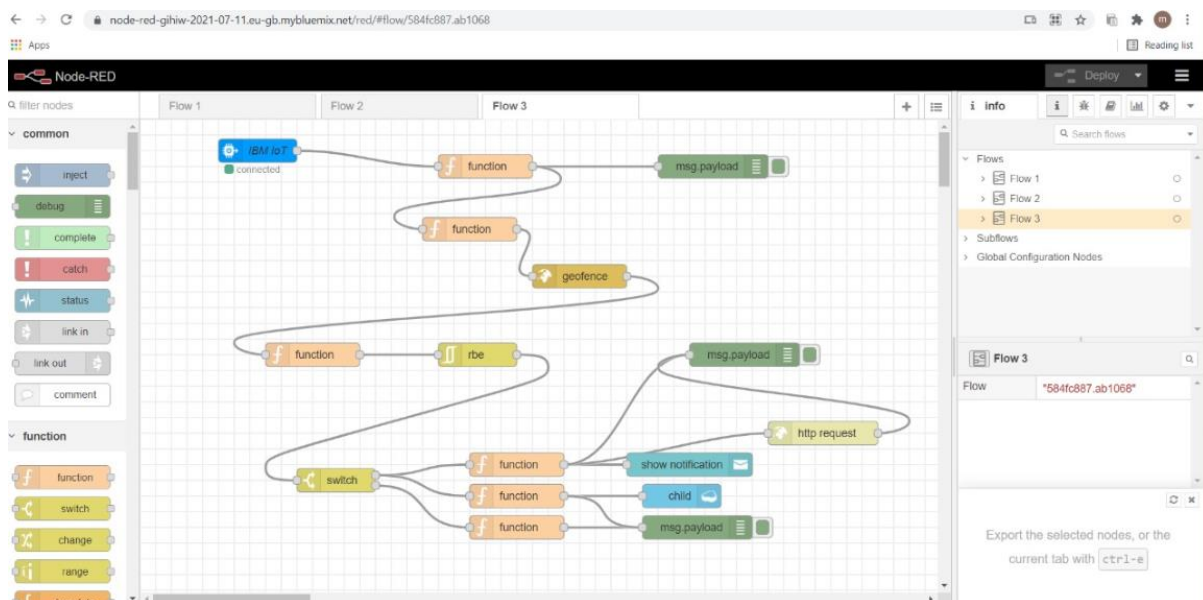 node-red-gihiw-2021-07-11.eu-gb.mybluemix.net/red/#flow/584fc887.ab1068
m
Apps
Reading list
Node-RED
Deploy
filter nodes
Flow 1
Flow 2
Flow 3
i info
i
Search flows
common
inject
debug
complete
catch
status
link in
link out
comment
function
function
switch
change
range
IBM IoT
connected
function
msg.payload
function
geofence
function
rbe
msg.payload
http request
switch
function
show notification
function
child
function
msg.payload
Flows
Flow 1
Flow 2
Flow 3
Subflows
Global Configuration Nodes
Flow 3
Flow "584fc887.ab1068"
Export the selected nodes, or the
current tab with ctrl-e